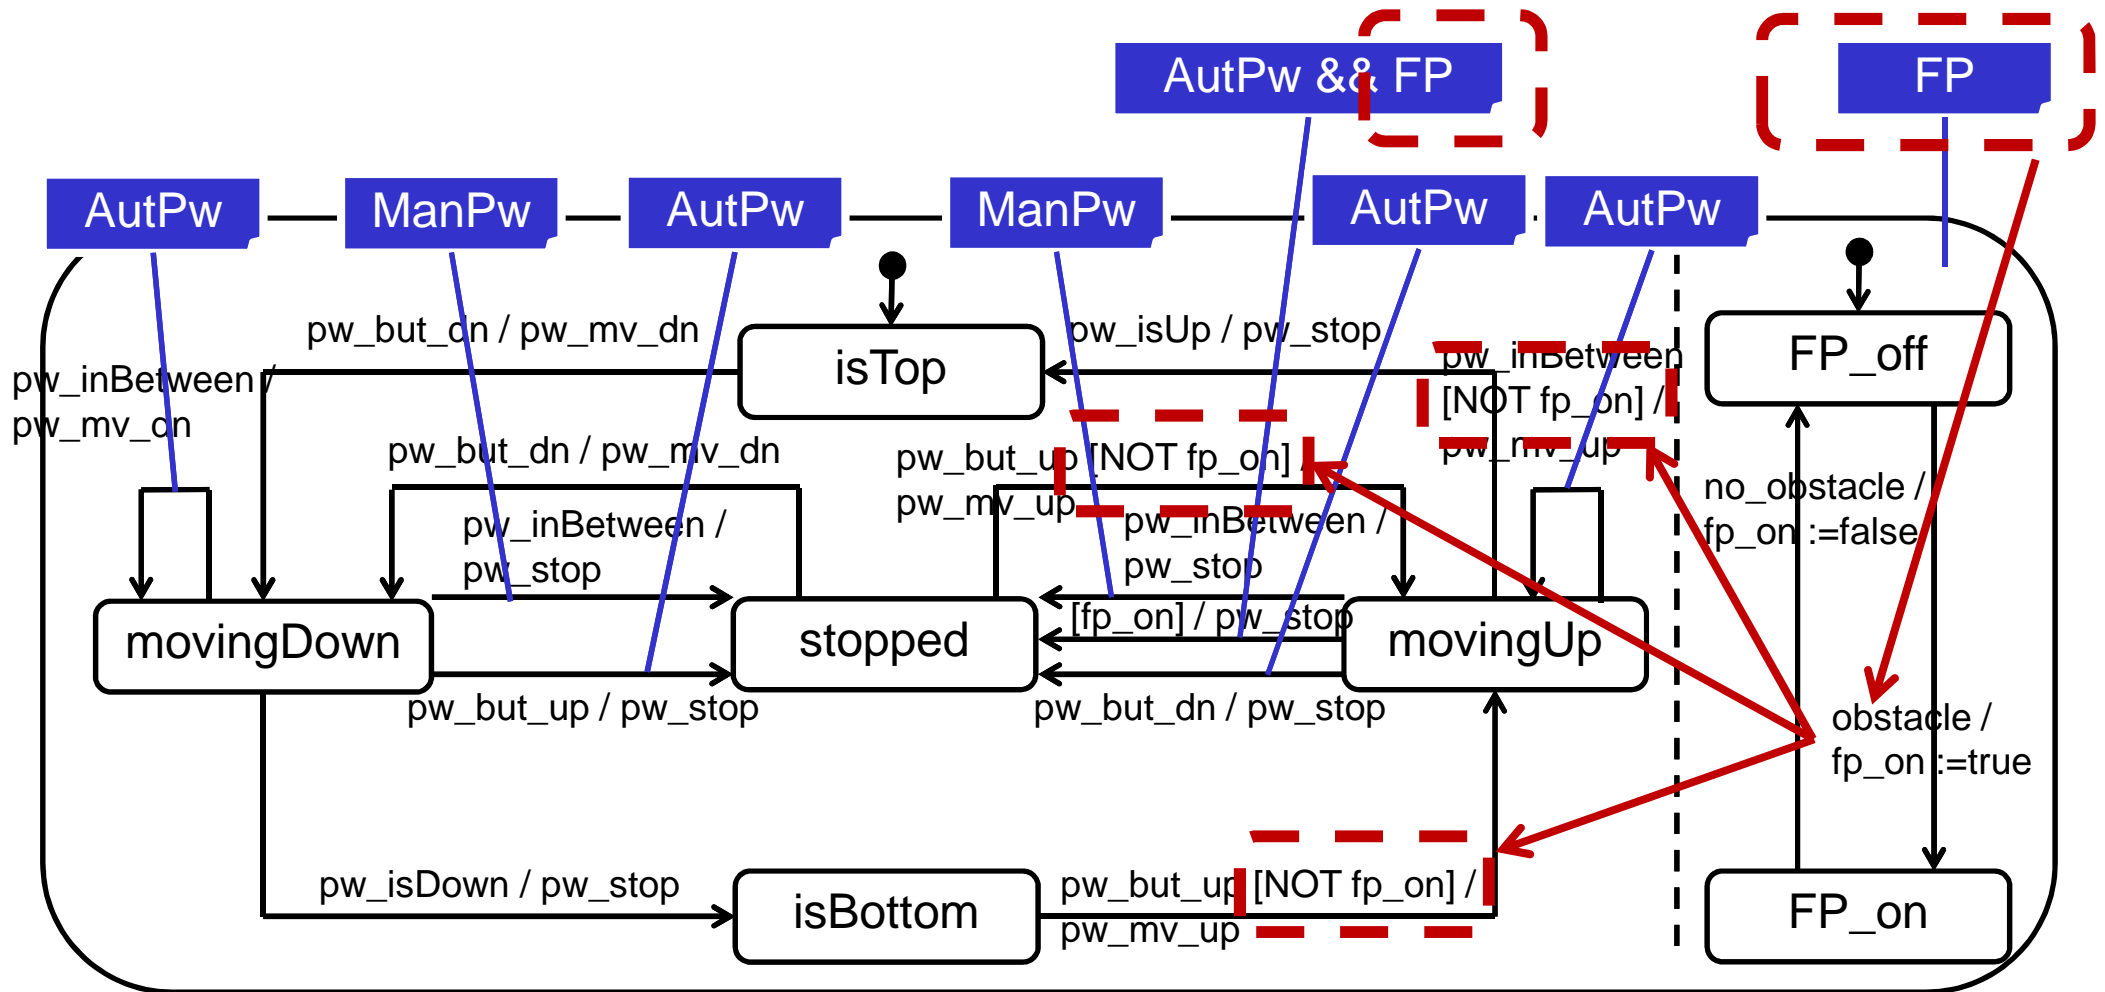 AutPw && FP
FP
AutPw
ManPw
AutPw
ManPw
AutPw
AutPw
pw_but_dn / pw_mv_dn
pw_isUp / pw_stop
isTop
FP_off
pw_inBetween /
pw_mv_dn
pw_inBetween
[NOT fp_on] /
pw_mv_up
pw_but_dn / pw_mv_dn
pw_but_up [NOT fp_on] /
pw_mv_up
no_obstacle /
fp_on :=false
pw_inBetween /
pw_stop
pw_inBetween /
pw_stop
[fp_on] / pw_stop
movingDown
stopped
movingUp
pw_but_up / pw_stop
pw_but_dn / pw_stop
obstacle /
fp_on :=true
pw_isDown / pw_stop
isBottom
pw_but_up [NOT fp_on] /
pw_mv_up
FP_on